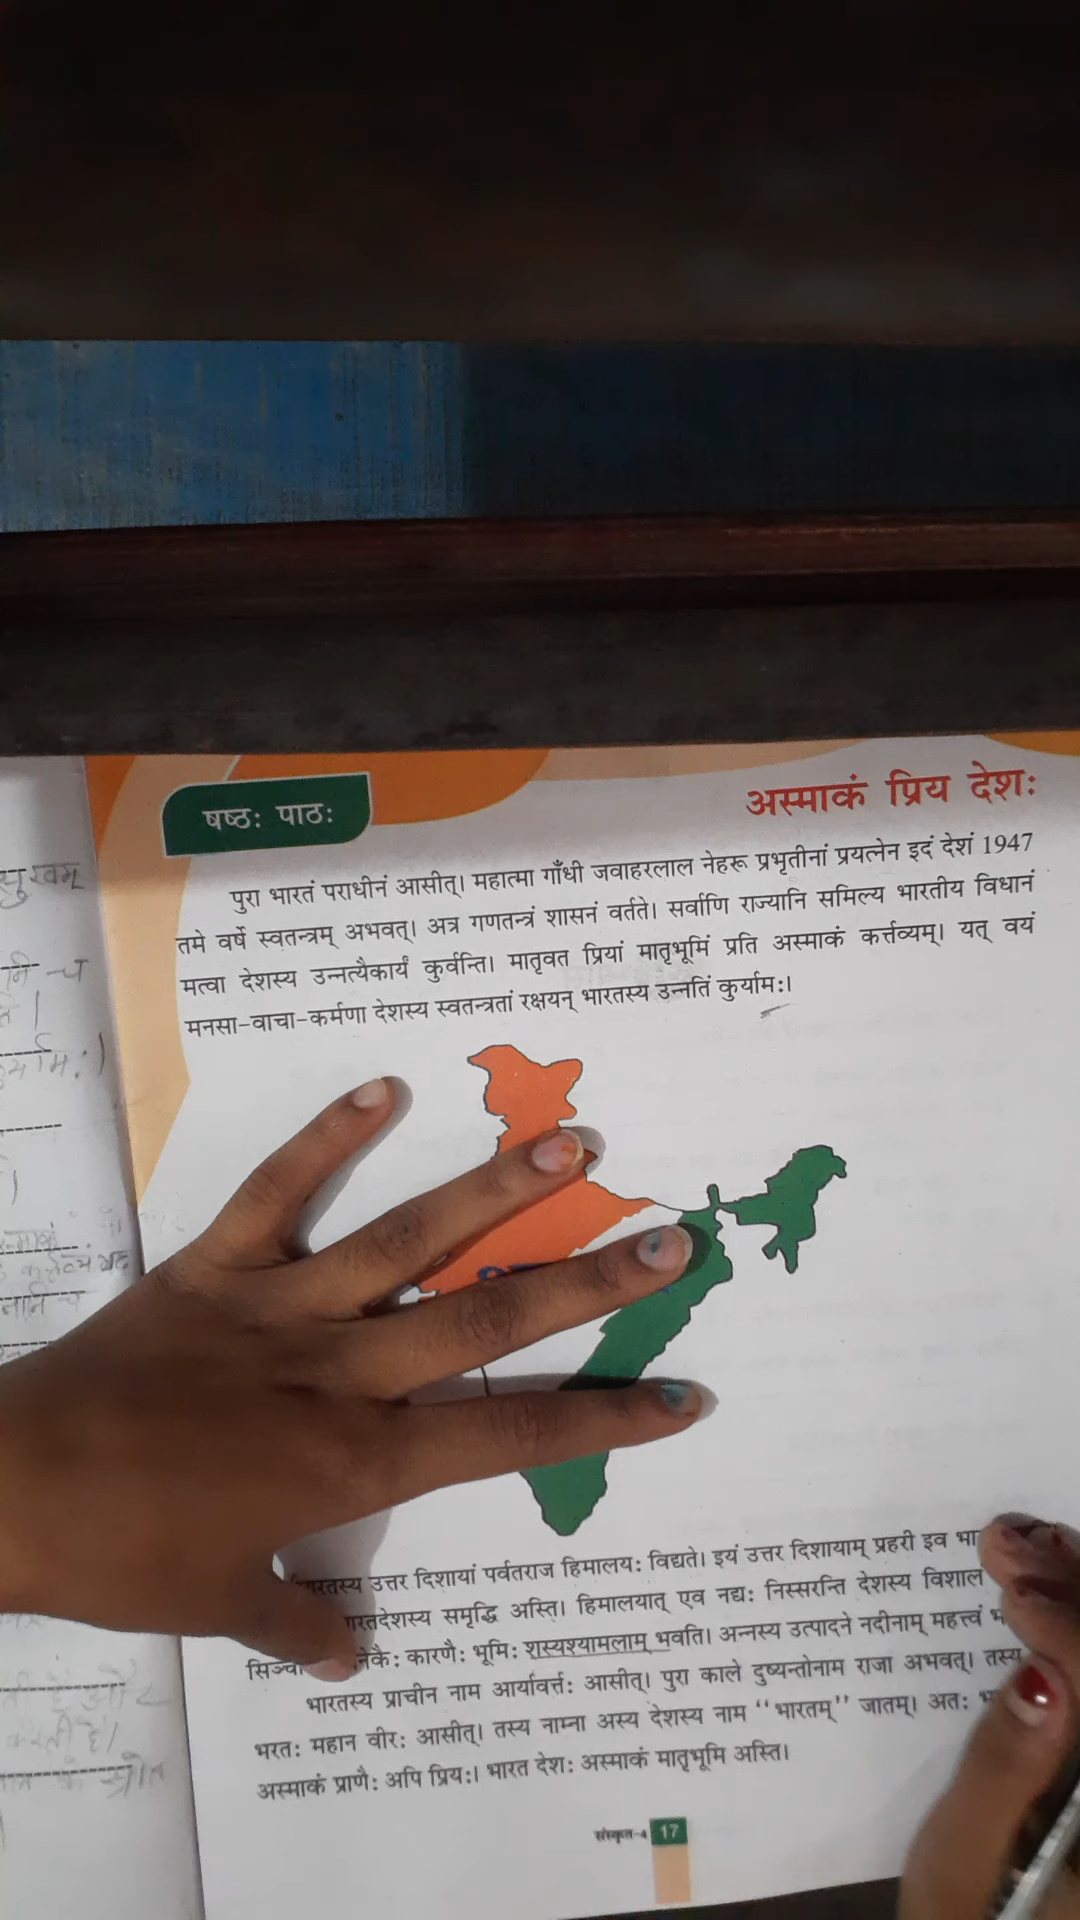 षष्ठः पाठः
अस्माकं प्रिय देशः
पुरा भारतं पराधीनं आसीत्। महात्मा गाँधी जवाहरलाल नेहरू प्रभृतीनां प्रयत्नेन इदं देशं 1947
तमे वर्षे स्वतन्त्रम् अभवत्। अत्र गणतन्त्रं शासनं वर्तते। सर्वाणि राज्यानि समिल्य भारतीय विधानं
मत्वा देशस्य उन्नत्यैकार्यं कुर्वन्ति। मातृवत प्रियां मातृभूमिं प्रति अस्माकं कर्त्तव्यम्। यत् वयं
मनसा-वाचा-कर्मणा देशस्य स्वतन्त्रतां रक्षयन् भारतस्य उन्नतिं कुर्यामः।
उत्तर दिशायां पर्वतराज हिमालयः विद्यते। इयं उत्तर दिशायाम् प्रहरी इव
समृद्धि अस्ति। हिमालयात् एव नद्यः निस्सरन्ति देशस्य विशाल
कारणैः भूमिः शस्यश्यामलाम् भवति। अन्नस्य उत्पादने नदीनाम् महत्त्वं
भारतस्य प्राचीन नाम आर्यावर्त्तः आसीत्। पुरा काले दुष्यन्तोनाम राजा अभवत्। तस्य
भरतः महान वीरः आसीत्। तस्य नाम्ना अस्य देशस्य नाम "भारतम्" जातम्। अतः
अस्माकं प्राणैः अपि प्रियः। भारत देशः अस्माकं मातृभूमि अस्ति।
संस्कृत-4 17